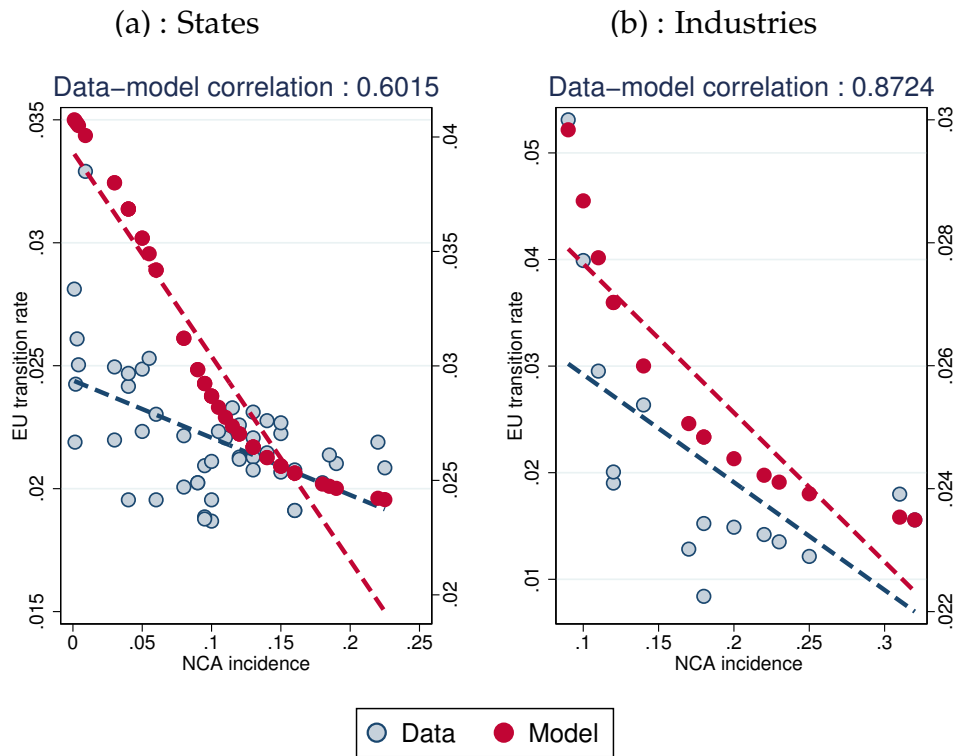 (a) : States
Data−model correlation : 0.6015
EU transition rate
.035
.03
.025
.02
.015
.04
.035
.03
.025
.02
0 .05 .1 .15 .2 .25
NCA incidence
(b) : Industries
Data−model correlation : 0.8724
EU transition rate
.05
.04
.03
.02
.01
.03
.028
.026
.024
.022
.1 .15 .2 .25 .3
NCA incidence
Data Model